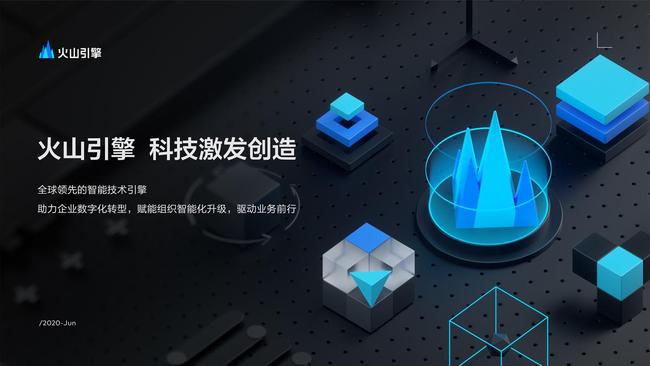 火山引擎
火山引擎 科技激发创造
全球领先的智能技术引擎
助力企业数字化转型，赋能组织智能化升级，驱动业务前行
/2020-Jun